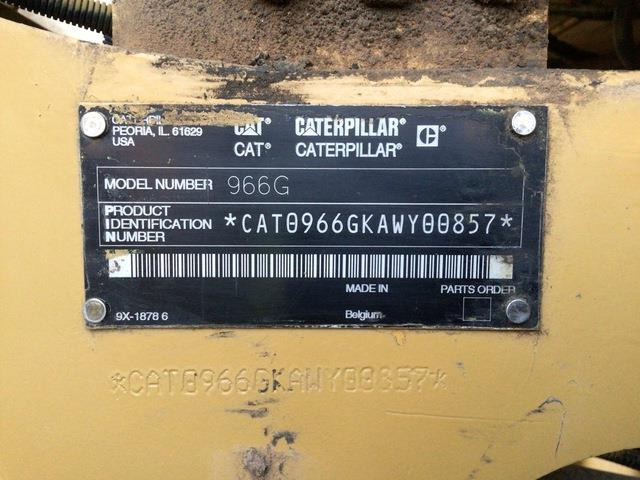 PEORIA, IL 61629
USA
CAT® CATERPILLAR®
CAT® CATERPILLAR®
MODEL NUMBER 966G
PRODUCT
IDENTIFICATION
NUMBER
*CAT0966GKAWY00857*
MADE IN
PARTS ORDER
9X-1878 6
Belgium
*CAT0966GKAWY00857*